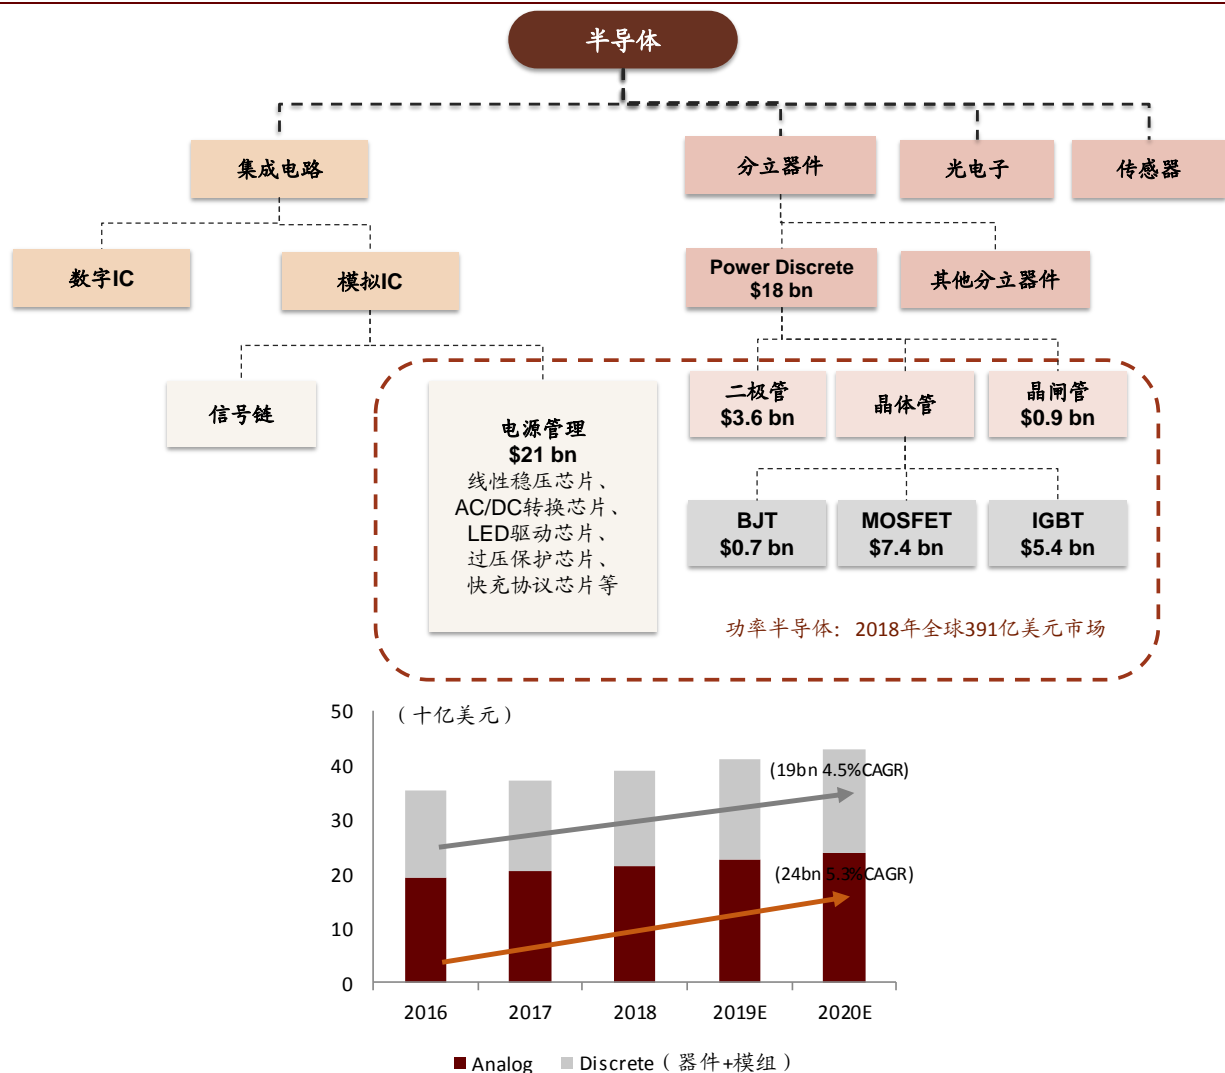 半导体
集成电路
分立器件
光电子
传感器
数字IC
模拟IC
Power Discrete
$18 bn
其他分立器件
信号链
电源管理
$21 bn
线性稳压芯片、
AC/DC转换芯片、
LED驱动芯片、
过压保护芯片、
快充协议芯片等
二极管
$3.6 bn
晶体管
晶闸管
$0.9 bn
BJT
$0.7 bn
MOSFET
$7.4 bn
IGBT
$5.4 bn
功率半导体：2018年全球391亿美元市场
（十亿美元）
50
40
30
20
10
0
(19bn 4.5%CAGR)
(24bn 5.3%CAGR)
2016 2017 2018 2019E 2020E
Analog Discrete（器件+模组）